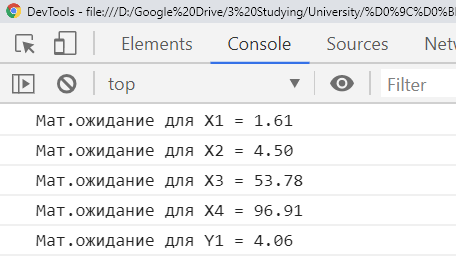 DevTools - file:///D:/Google%20Drive/3%20Studying/University/%D0%9C%D0%B
Elements Console Sources Netw
top Filter
Мат.ожидание для X1 = 1.61
Мат.ожидание для X2 = 4.50
Мат.ожидание для X3 = 53.78
Мат.ожидание для X4 = 96.91
Мат.ожидание для Y1 = 4.06